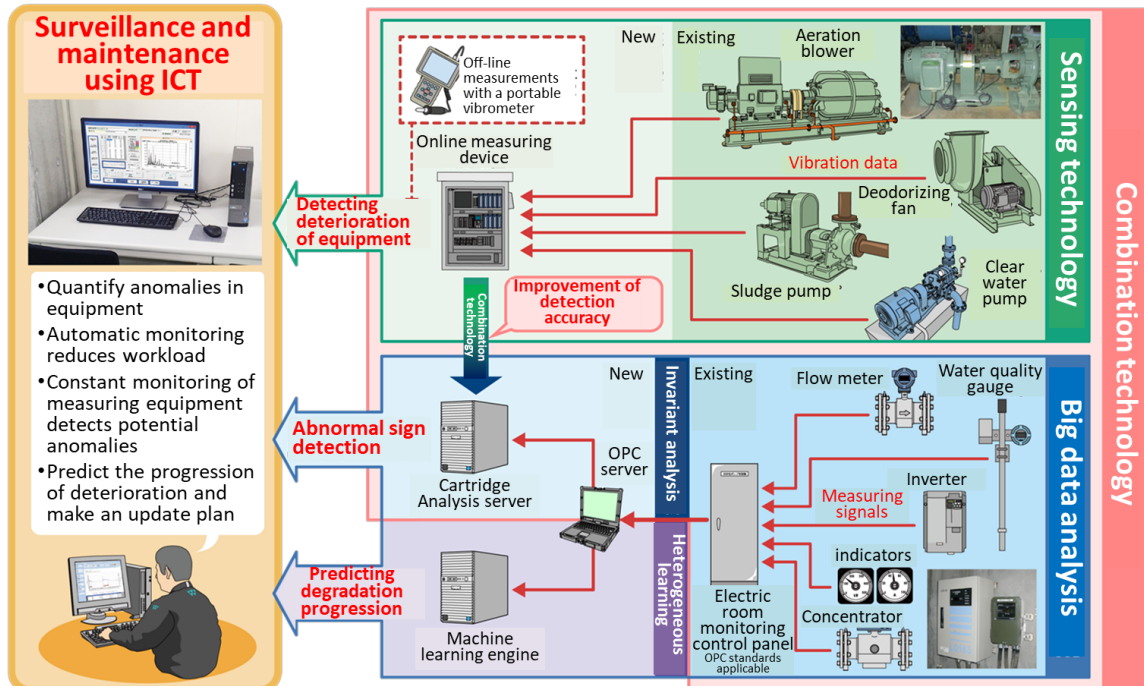 Surveillance and
maintenance
using ICT
•Quantify anomalies in
equipment
•Automatic monitoring
reduces workload
•Constant monitoring of
measuring equipment
detects potential
anomalies
•Predict the progression
of deterioration and
make an update plan
Detecting
deterioration
of equipment
Abnormal sign
detection
Predicting
degradation
progression
New
Existing
Off-line
measurements
with a portable
vibrometer
Online measuring
device
Aeration
blower
Vibration data
Deodorizing
fan
Sludge pump
Clear
water
pump
Sensing technology
Combination
technology
Improvement of
detection
accuracy
Combination technology
New
Invariant analysis
Existing
Cartridge
Analysis server
OPC
server
Heterogeneous
learning
Machine
learning engine
Flow meter
Water quality
gauge
Measuring
signals
Inverter
indicators
Concentrator
Electric
room
monitoring
control panel
OPC standards
applicable
Big data analysis